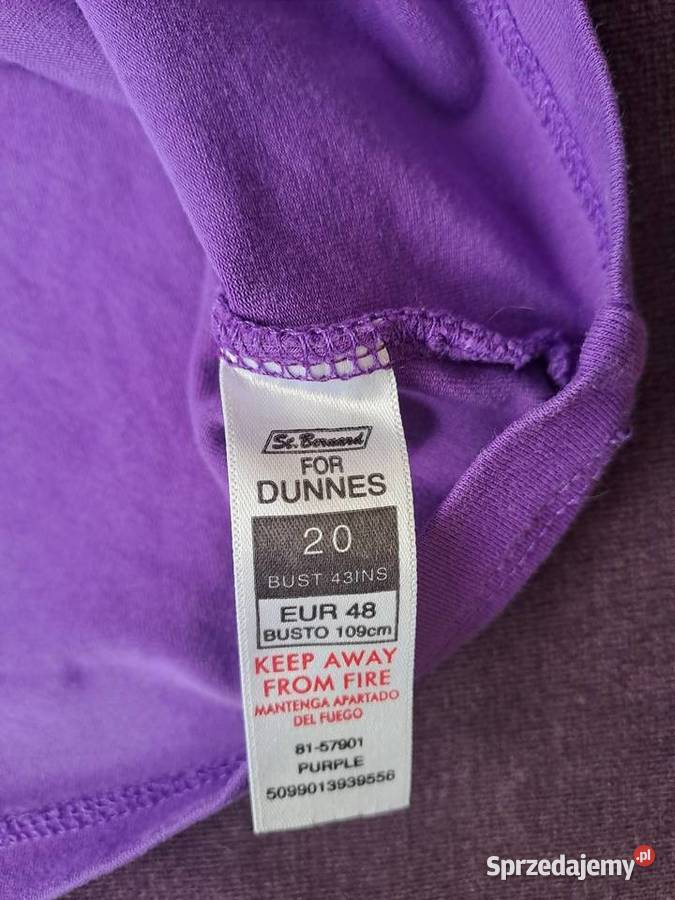 St. Bernard
FOR
DUNNES
20
BUST 43INS
EUR 48
BUSTO 109cm
KEEP AWAY
FROM FIRE
MANTENGA APARTADO
DEL FUEGO
81-57901
PURPLE
5099013939556
Sprzedajemy.pl